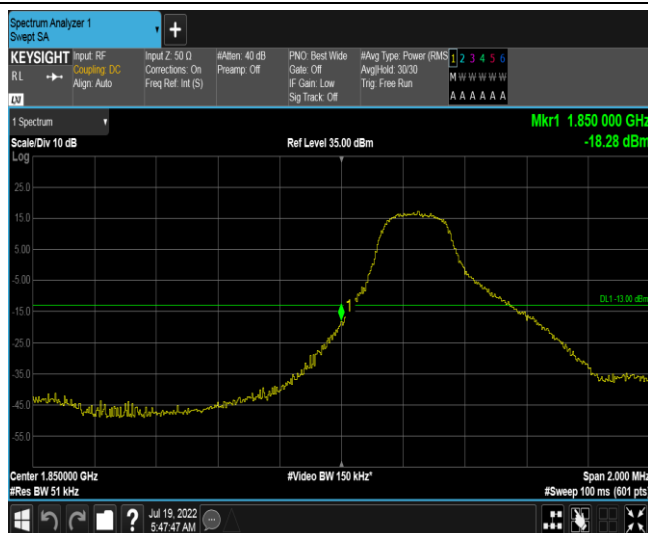 Spectrum Analyzer 1
Swept SA
KEYSIGHT Input: RF Input Z: 50 Ω #Atten: 40 dB PNO: Best Wide #Avg Type: Power (RMS 1 2 3 4 5 6
RL Coupling: DC Corrections: On Preamp: Off Gate: Off Avg|Hold: 30/30 M W W W W W
Align: Auto Freq Ref: Int (S) IF Gain: Low Trig: Free Run
Sig Track: Off A A A A A A
LXI
1 Spectrum Mkr1 1.850 000 GHz
Scale/Div 10 dB Ref Level 35.00 dBm -18.28 dBm
Log
25.0
15.0
5.00
-5.00
DL1 -13.00 dBm
1
-15.0
-25.0
-35.0
-45.0
-55.0
Center 1.850000 GHz #Video BW 150 kHz* Span 2.000 MHz
#Res BW 51 kHz #Sweep 100 ms (601 pts)
? Jul 19, 2022
5:47:47 AM